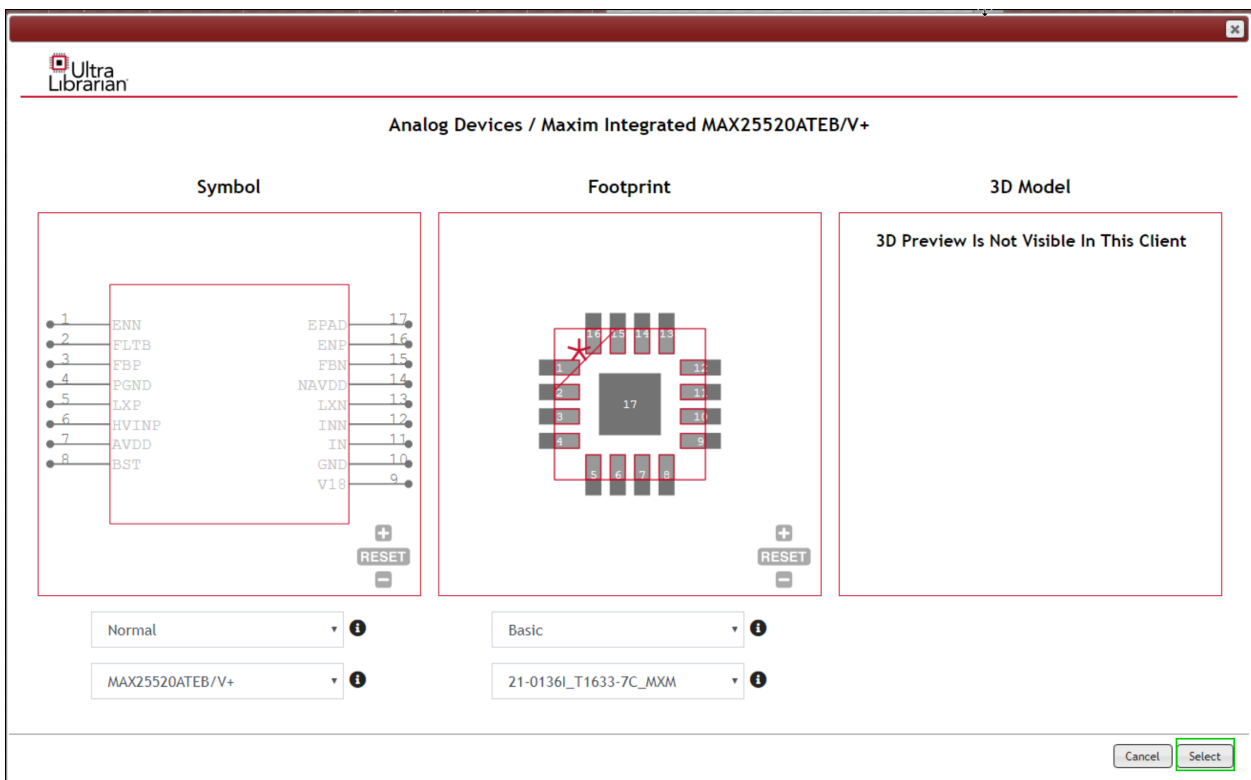 Ultra
Librarian
Analog Devices / Maxim Integrated MAX25520ATEB/V+
Symbol
1 ENN
2 FLTB
3 FBP
4 PGND
5 LXP
6 HVINP
7 AVDD
8 BST
EPAD 17
ENP 16
FBN 15
NAVDD 14
LXN 13
INN 12
IN 11
GND 10
V18 9
RESET
Normal
MAX25520ATEB/V+
Footprint
16 15 14 13
1 12
2 11
17
3 10
4 9
5 6 7 8
RESET
Basic
21-0136I_T1633-7C_MXM
3D Model
3D Preview Is Not Visible In This Client
Cancel Select